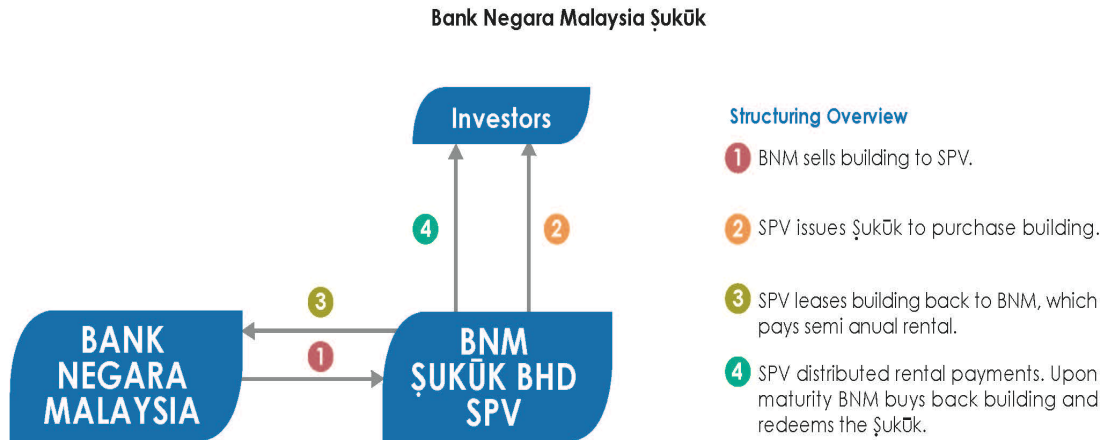 Bank Negara Malaysia Ṣukūk
Investors
4
2
3
1
BANK
NEGARA
MALAYSIA
BNM
ṢUKŪK BHD
SPV
Structuring Overview
1 BNM sells building to SPV.
2 SPV issues Ṣukūk to purchase building.
3 SPV leases building back to BNM, which
pays semi anual rental.
4 SPV distributed rental payments. Upon
maturity BNM buys back building and
redeems the Ṣukūk.